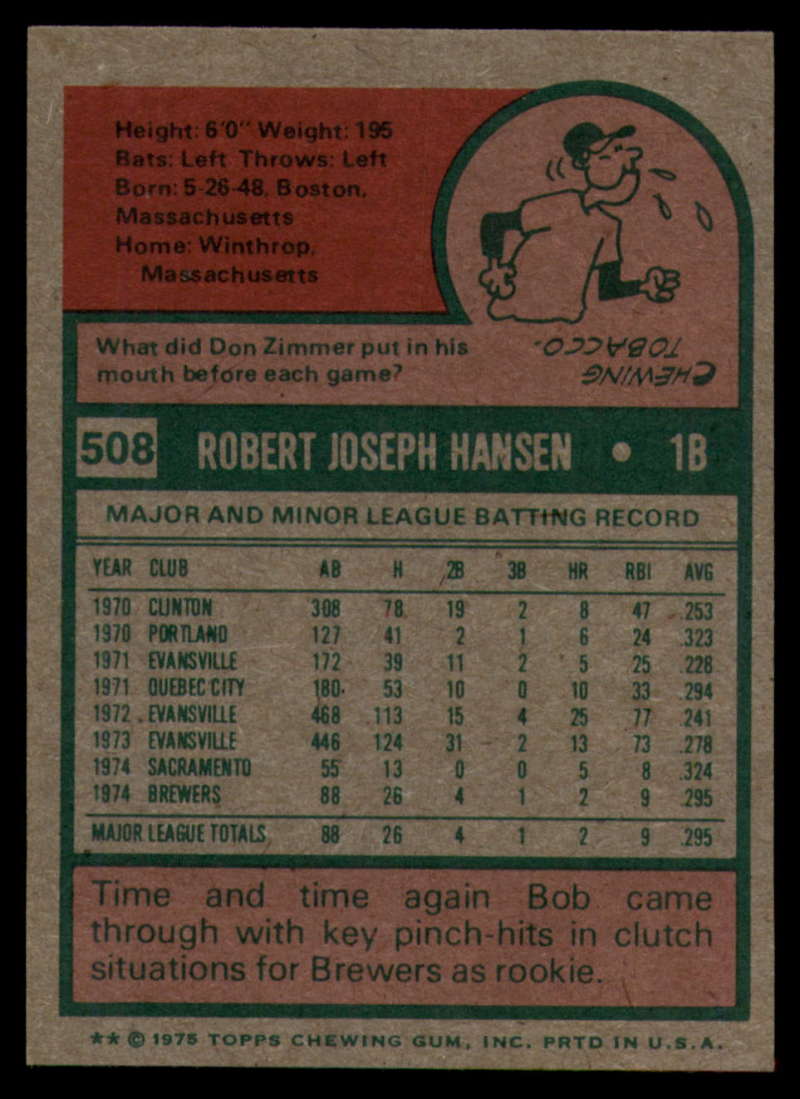 Height: 6'0" Weight: 195
Bats: Left Throws: Left
Born: 5-26-48, Boston,
Massachusetts
Home: Winthrop,
Massachusetts
What did Don Zimmer put in his
mouth before each game?
CHEWING
TOBACCO.
508 ROBERT JOSEPH HANSEN • 1B
MAJOR AND MINOR LEAGUE BATTING RECORD
YEAR CLUB AB H 2B 3B HR RBI AVG
1970 CLINTON 308 78 19 2 8 47 .253
1970 PORTLAND 127 41 2 1 6 24 .323
1971 EVANSVILLE 172 39 11 2 5 25 .228
1971 QUEBEC CITY 180 53 10 0 10 33 .294
1972 EVANSVILLE 468 113 15 4 25 77 .241
1973 EVANSVILLE 446 124 31 2 13 73 .278
1974 SACRAMENTO 55 13 0 0 5 8 .324
1974 BREWERS 88 26 4 1 2 9 .295
MAJOR LEAGUE TOTALS 88 26 4 1 2 9 .295
Time and time again Bob came
through with key pinch-hits in clutch
situations for Brewers as rookie.
** © 1975 TOPPS CHEWING GUM, INC. PRTD IN U.S.A.